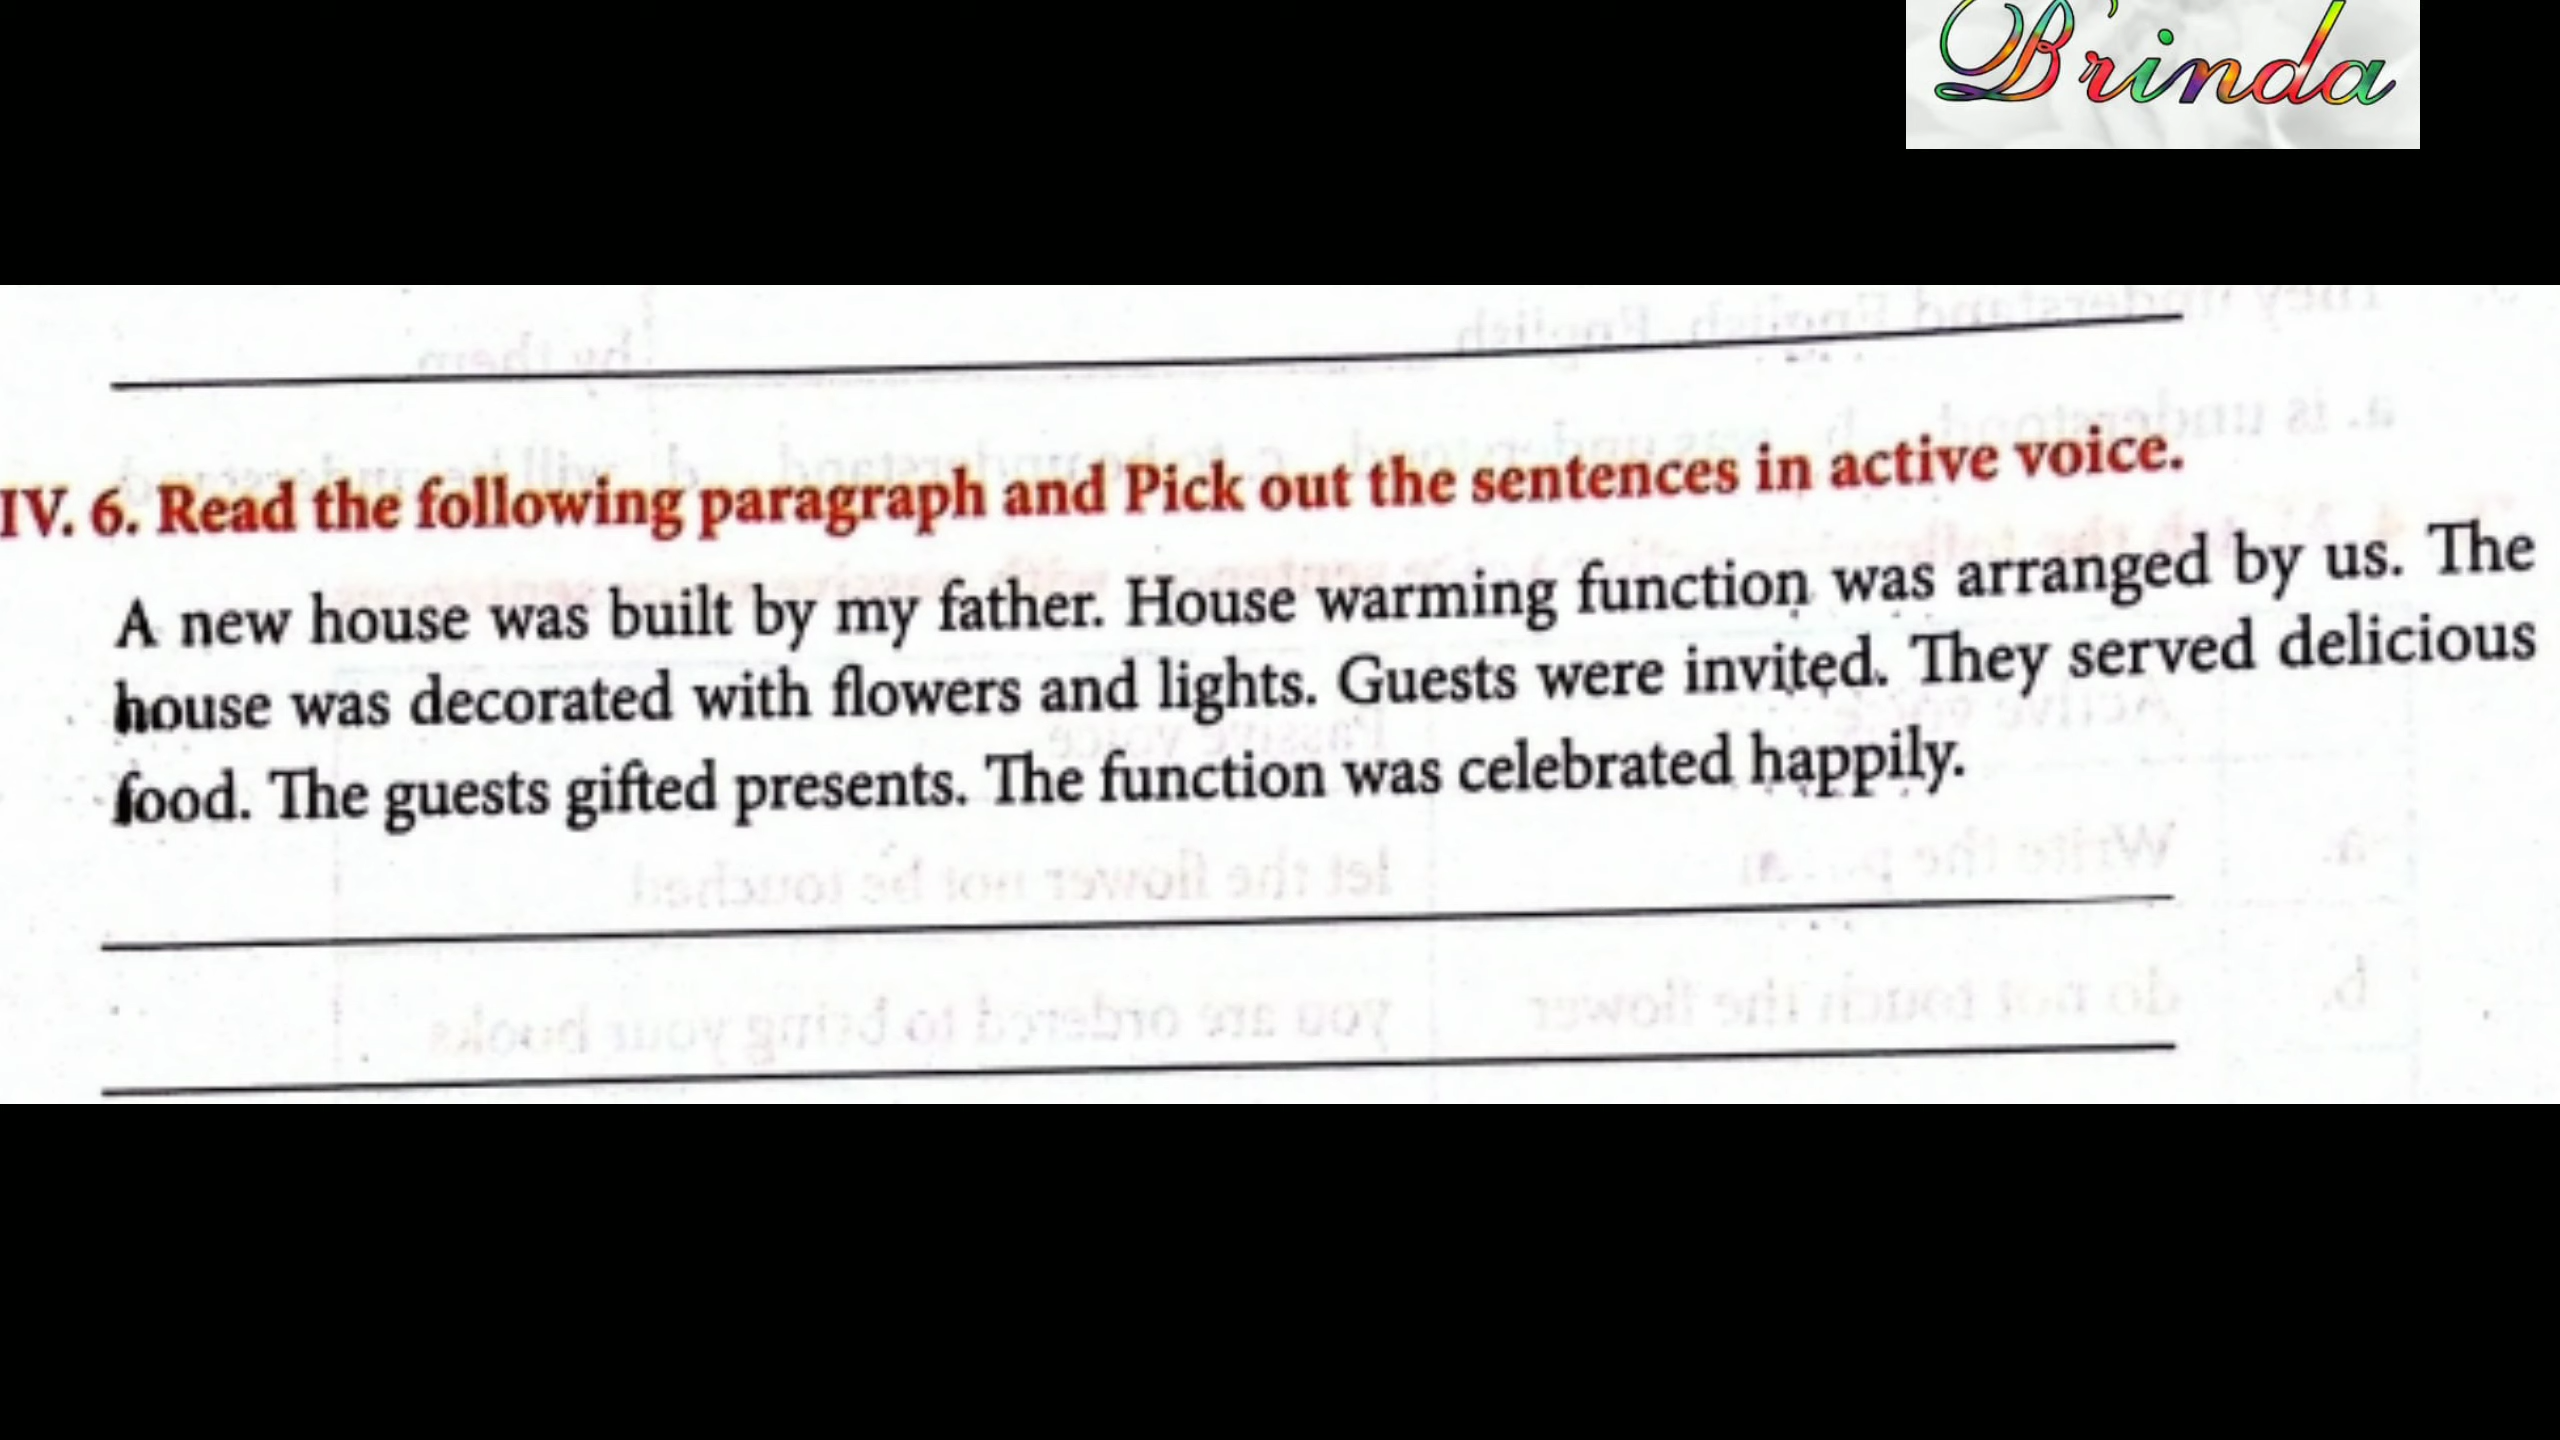 Brinda
IV. 6. Read the following paragraph and Pick out the sentences in active voice.
A new house was built by my father. House warming function was arranged by us. The
house was decorated with flowers and lights. Guests were invited. They served delicious
food. The guests gifted presents. The function was celebrated happily.